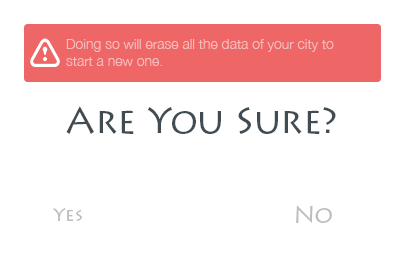 Doing so will erase all the data of your city to
start a new one.
Are You Sure?
Yes
No